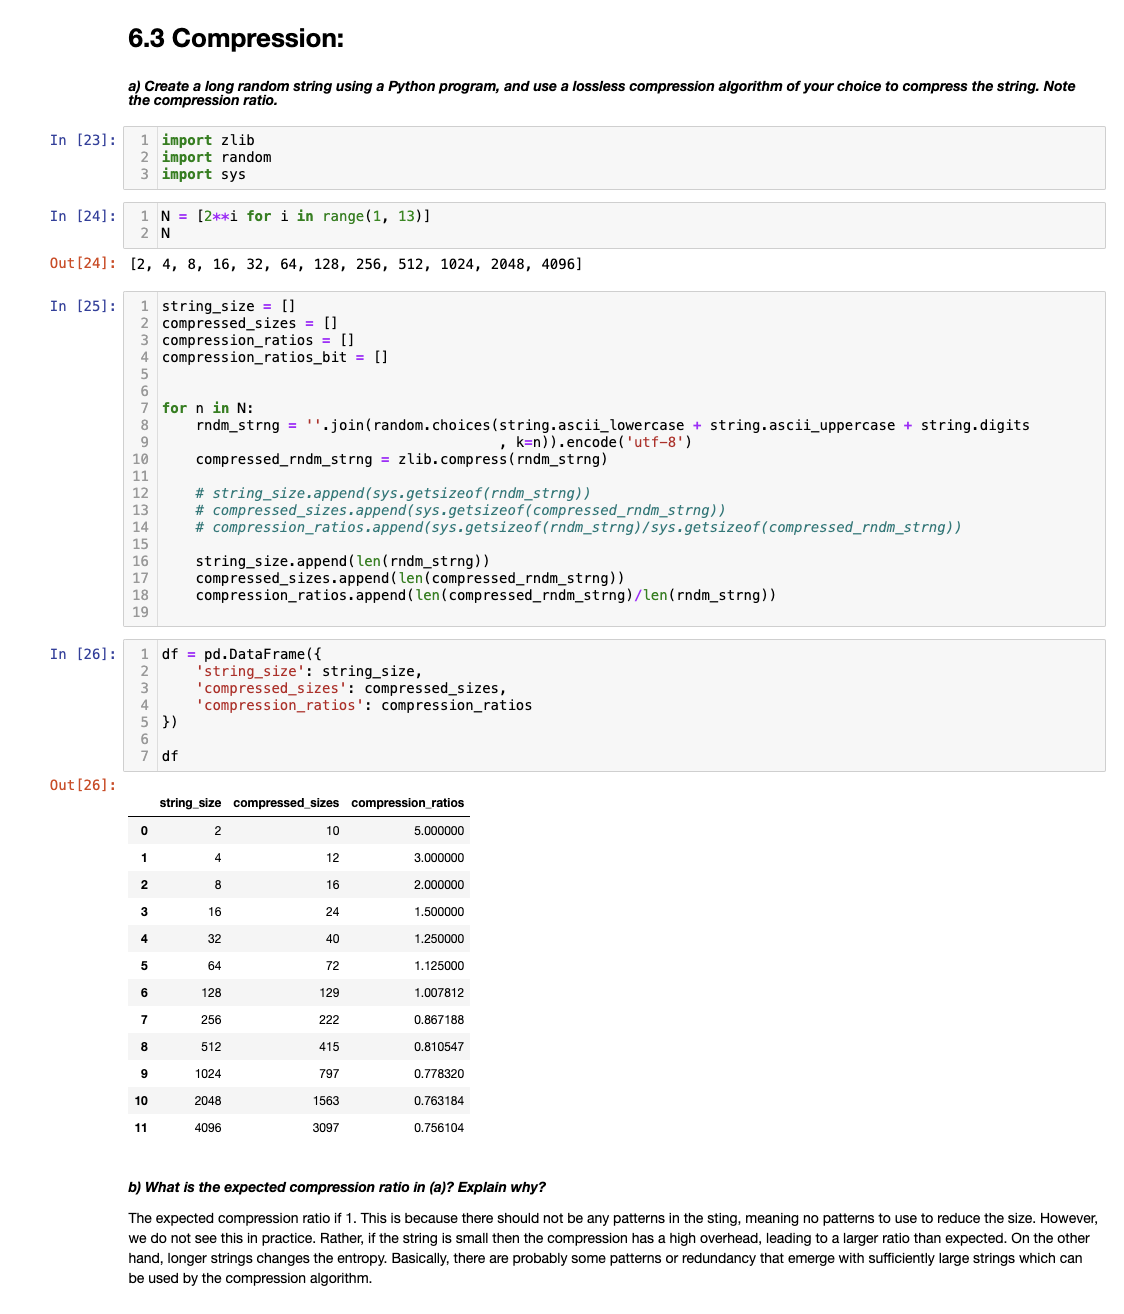 6.3 Compression:
a) Create a long random string using a Python program, and use a lossless compression algorithm of your choice to compress the string. Note
the compression ratio.
In [23]:
1 import zlib
2 import random
3 import sys
In [24]:
1 N = [2**i for i in range(1, 13)]
2 N
Out[24]: [2, 4, 8, 16, 32, 64, 128, 256, 512, 1024, 2048, 4096]
In [25]:
1 string_size = []
2 compressed_sizes = []
3 compression_ratios = []
4 compression_ratios_bit = []
5
6
7 for n in N:
8     rndm_strng = ''.join(random.choices(string.ascii_lowercase + string.ascii_uppercase + string.digits
9                                         , k=n)).encode('utf-8')
10     compressed_rndm_strng = zlib.compress(rndm_strng)
11
12     # string_size.append(sys.getsizeof(rndm_strng))
13     # compressed_sizes.append(sys.getsizeof(compressed_rndm_strng))
14     # compression_ratios.append(sys.getsizeof(rndm_strng)/sys.getsizeof(compressed_rndm_strng))
15
16     string_size.append(len(rndm_strng))
17     compressed_sizes.append(len(compressed_rndm_strng))
18     compression_ratios.append(len(compressed_rndm_strng)/len(rndm_strng))
19
In [26]:
1 df = pd.DataFrame({
2     'string_size': string_size,
3     'compressed_sizes': compressed_sizes,
4     'compression_ratios': compression_ratios
5 })
6
7 df
Out[26]:
string_size compressed_sizes compression_ratios
0 2 10 5.000000
1 4 12 3.000000
2 8 16 2.000000
3 16 24 1.500000
4 32 40 1.250000
5 64 72 1.125000
6 128 129 1.007812
7 256 222 0.867188
8 512 415 0.810547
9 1024 797 0.778320
10 2048 1563 0.763184
11 4096 3097 0.756104
b) What is the expected compression ratio in (a)? Explain why?
The expected compression ratio if 1. This is because there should not be any patterns in the sting, meaning no patterns to use to reduce the size. However,
we do not see this in practice. Rather, if the string is small then the compression has a high overhead, leading to a larger ratio than expected. On the other
hand, longer strings changes the entropy. Basically, there are probably some patterns or redundancy that emerge with sufficiently large strings which can
be used by the compression algorithm.